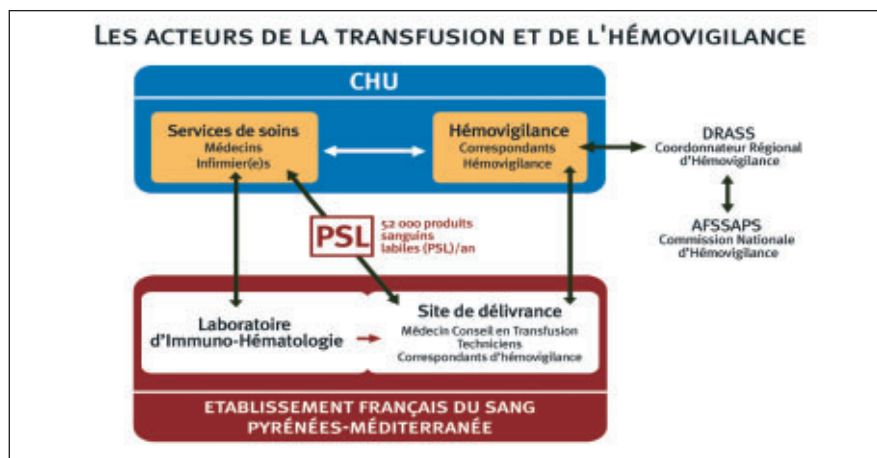 LES ACTEURS DE LA TRANSFUSION ET DE L'HÉMOVIGILANCE
CHU
Services de soins
Médecins
Infirmier(e)s
Hémovigilance
Correspondants
Hémovigilance
DRASS
Coordonnateur Régional
d'Hémovigilance
PSL
52 000 produits
sanguins
labiles (PSL)/an
AFSSAPS
Commission Nationale
d'Hémovigilance
Laboratoire
d'Immuno-Hématologie
Site de délivrance
Médecin Conseil en Transfusion
Techniciens
Correspondants d'hémovigilance
ETABLISSEMENT FRANÇAIS DU SANG
PYRÉNÉES-MÉDITERRANÉE